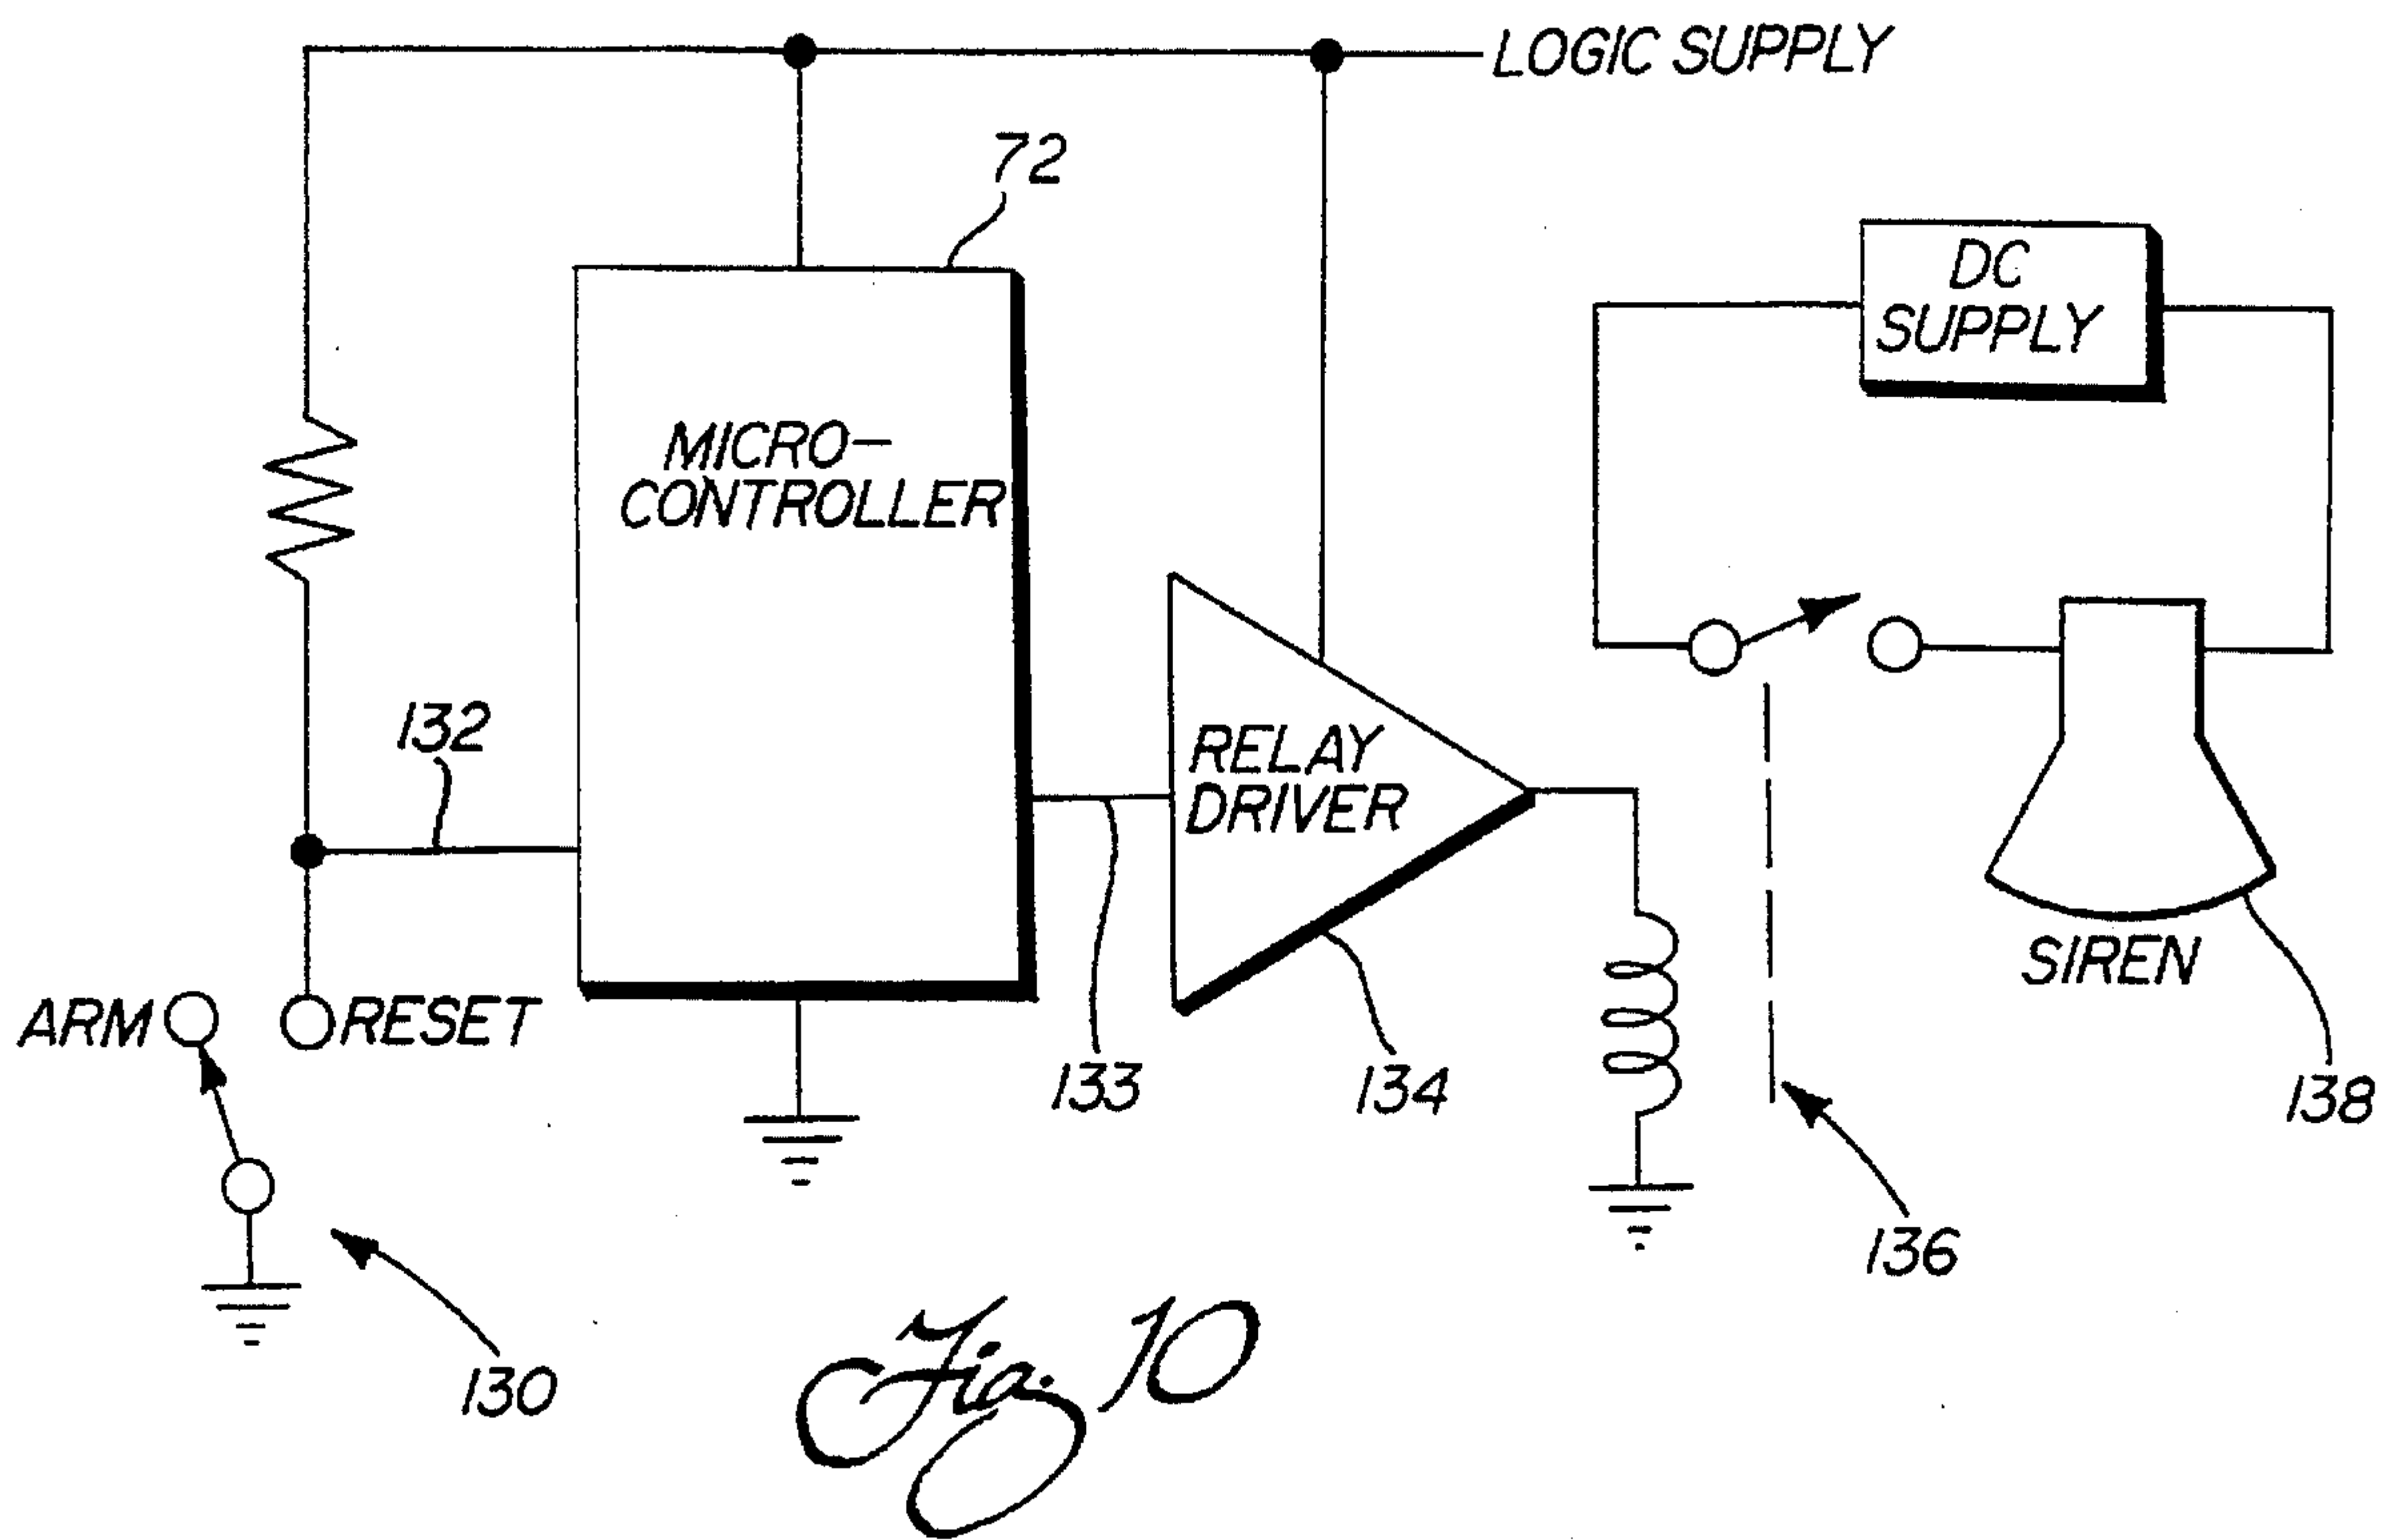 LOGIC SUPPLY
72
DC
SUPPLY
MICRO-
CONTROLLER
132
RELAY
DRIVER
SIREN
ARM
RESET
133
134
138
136
130
Fig. 10